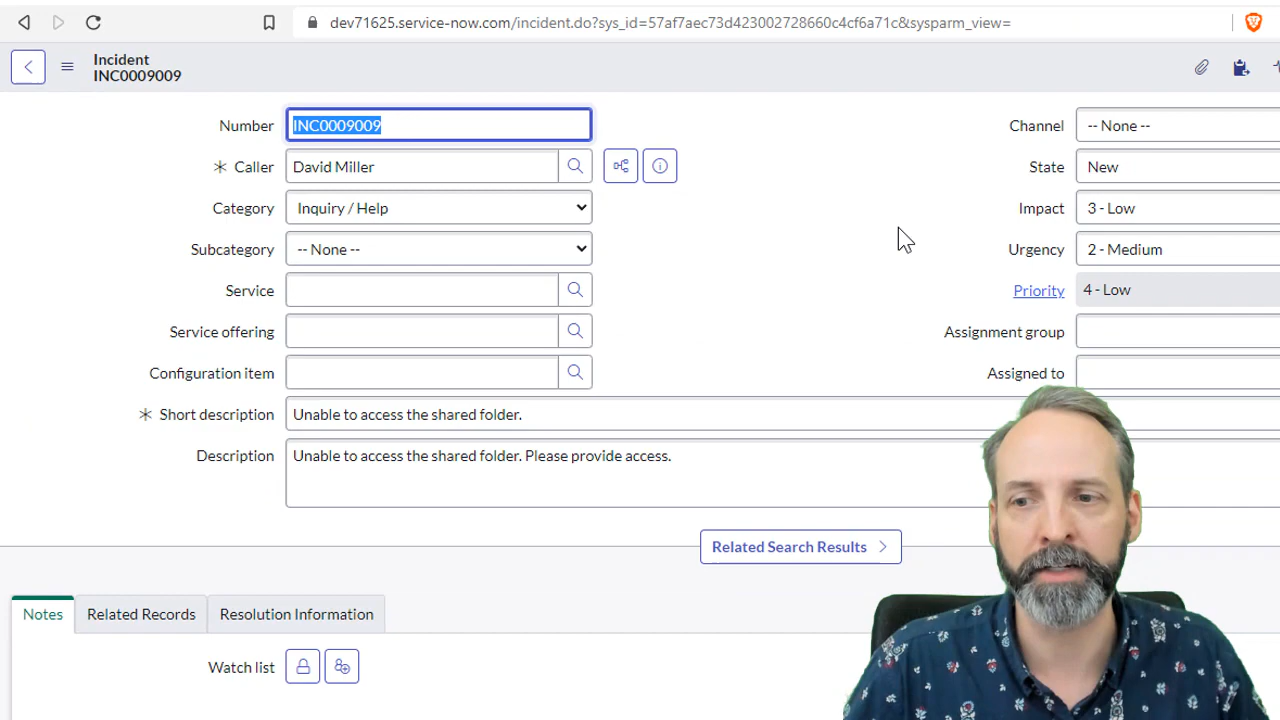 dev71625.service-now.com/incident.do?sys_id=57af7aec73d423002728660c4cf6a71c&sysparm_view=
Incident
INC0009009
Number INC0009009
Channel -- None --
Caller David Miller
State New
Category Inquiry / Help
Impact 3 - Low
Subcategory -- None --
Urgency 2 - Medium
Service
Priority 4 - Low
Service offering
Assignment group
Configuration item
Assigned to
Short description Unable to access the shared folder.
Description Unable to access the shared folder. Please provide access.
Related Search Results
Notes Related Records Resolution Information
Watch list